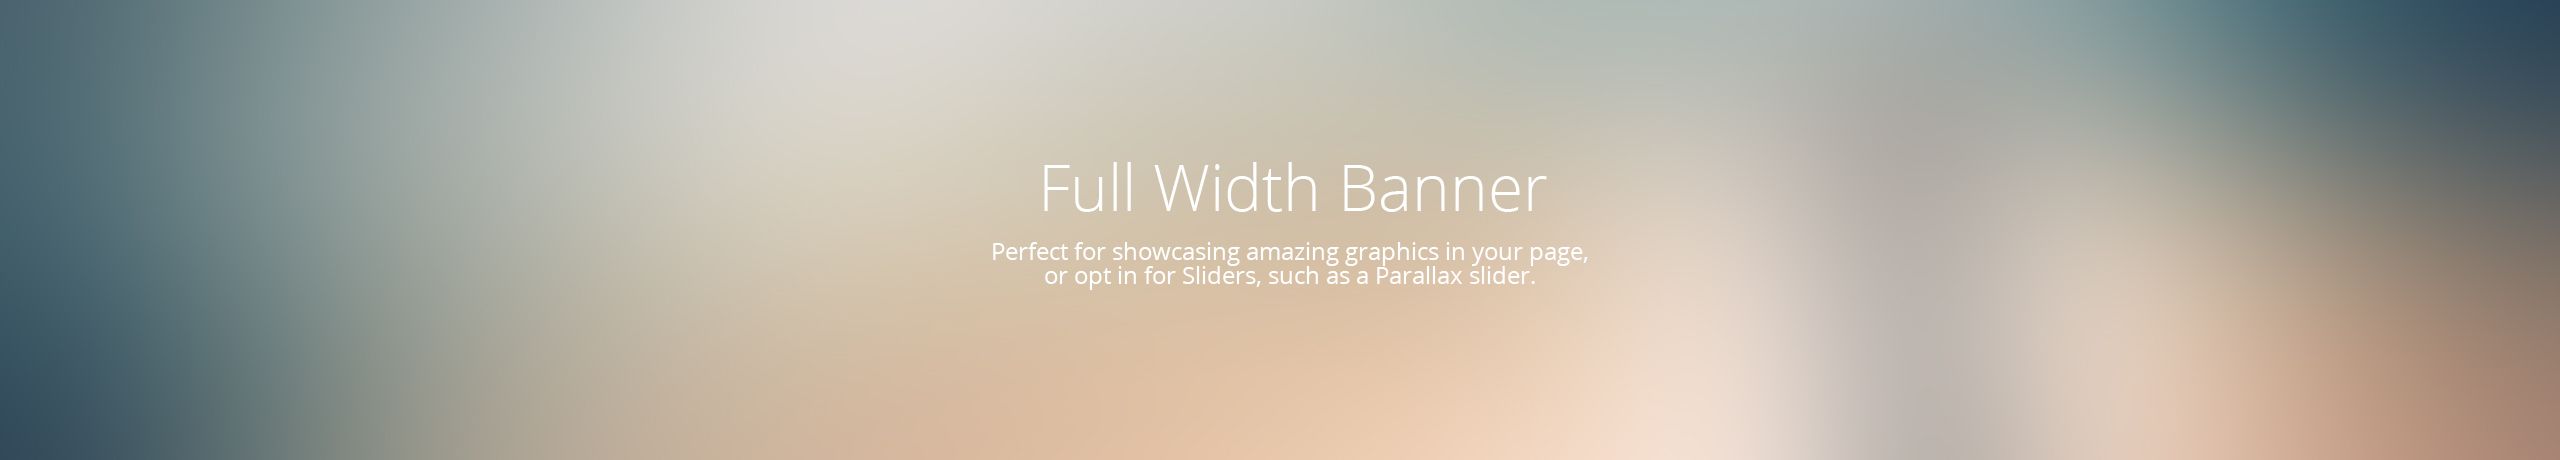 Full Width Banner
Perfect for showcasing amazing graphics in your page,
or opt in for Sliders, such as a Parallax slider.